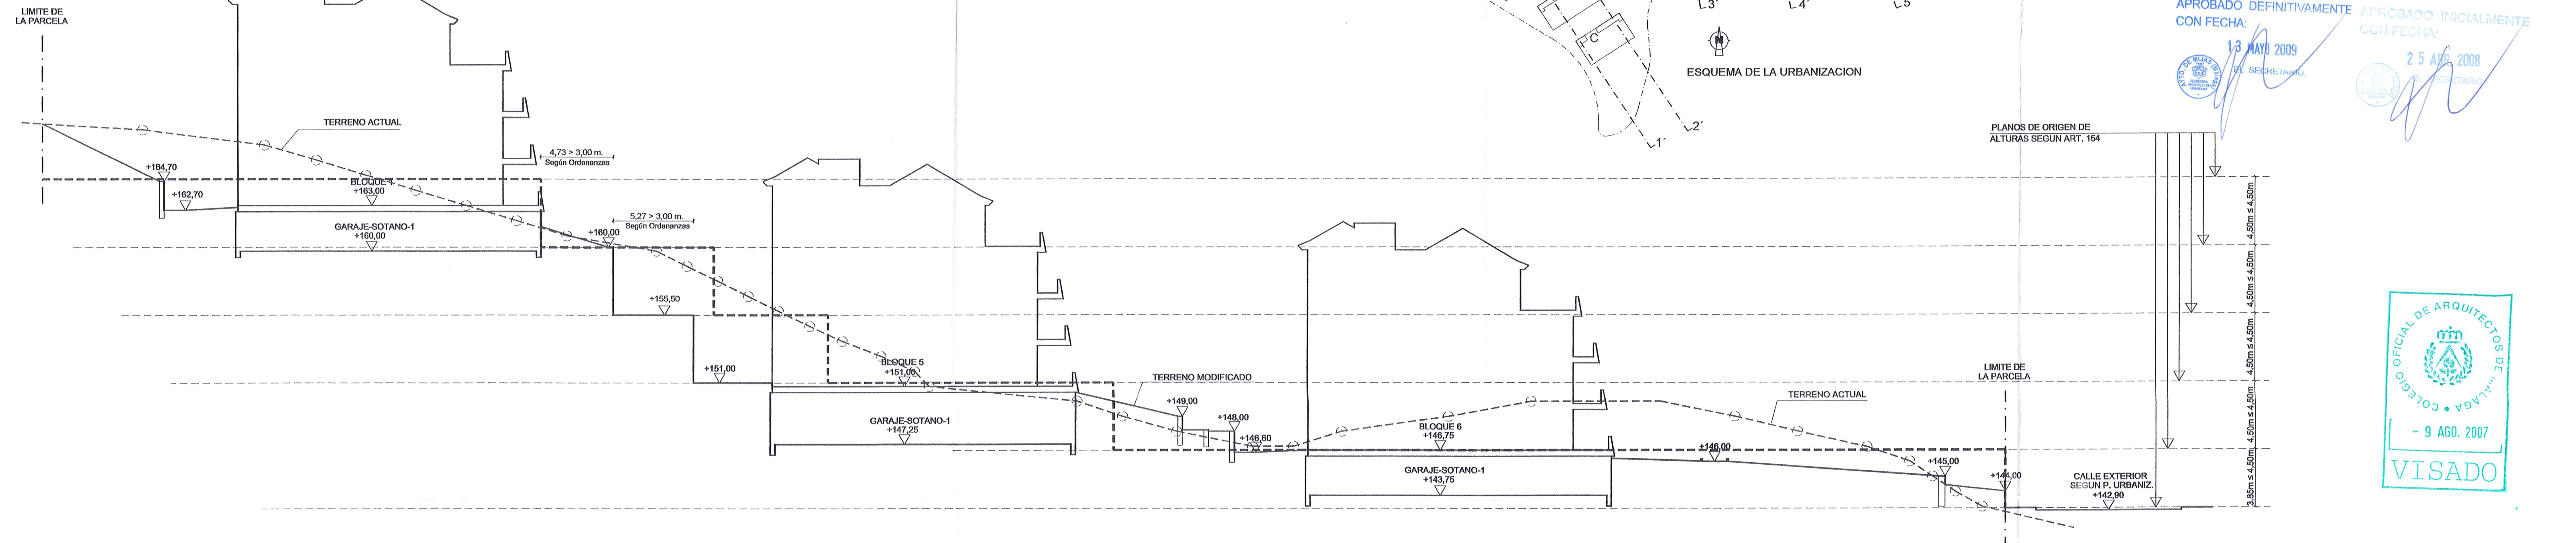 LIMITE DE
LA PARCELA
L3´
L4´
L5
APROBADO DEFINITIVAMENTE
CON FECHA:
13 MAYO 2009
EL SECRETARIO.
APROBADO INICIALMENTE
CON FECHA:
25 ABR. 2008
EL SECRETARIO
AYTO. DE MIJAS (Málaga)
C
N
ESQUEMA DE LA URBANIZACION
2´
1´
TERRENO ACTUAL
PLANOS DE ORIGEN DE
ALTURAS SEGUN ART. 154
4,73 > 3,00 m.
Según Ordenanzas
+164,70
+162,70
BLOQUE 4
+163,00
GARAJE-SOTANO-1
+160,00
5,27 > 3,00 m.
Según Ordenanzas
+160,00
+155,50
+151,00
BLOQUE 5
+151,00
GARAJE-SOTANO-1
+147,25
TERRENO MODIFICADO
+149,00
+148,00
+146,60
BLOQUE 6
+146,75
GARAJE-SOTANO-1
+143,75
TERRENO ACTUAL
+146,00
+145,00
+144,00
LIMITE DE
LA PARCELA
CALLE EXTERIOR
SEGUN P. URBANIZ.
+142,90
4,50m ≤ 4,50m
4,50m ≤ 4,50m
4,50m ≤ 4,50m
4,50m ≤ 4,50m
3,85m ≤ 4,50m
COLEGIO OFICIAL DE ARQUITECTOS DE MALAGA
- 9 AGO. 2007
VISADO